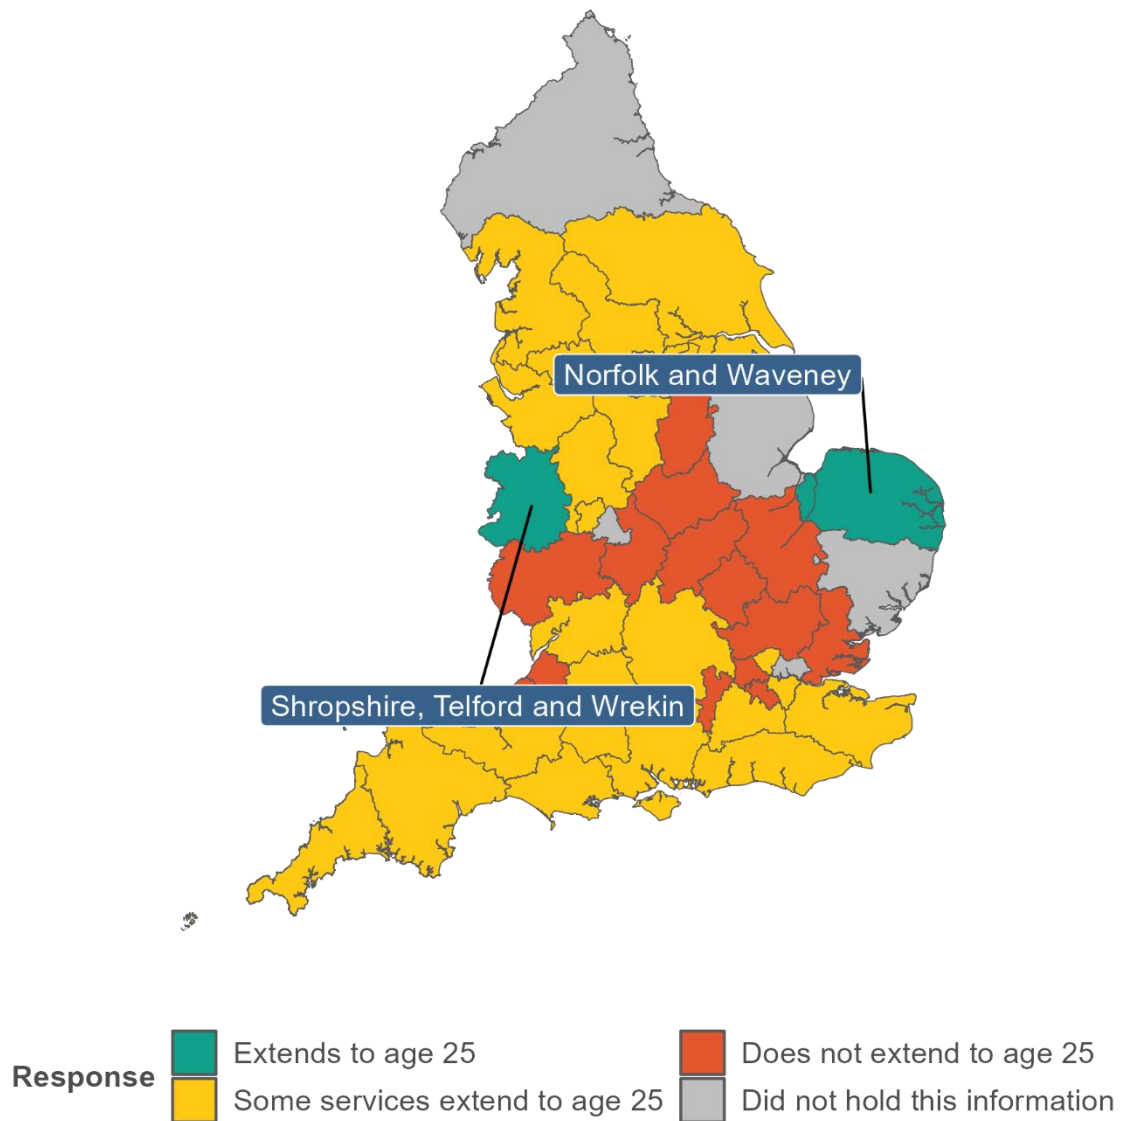 Norfolk and Waveney
Shropshire, Telford and Wrekin
Response
Extends to age 25
Does not extend to age 25
Some services extend to age 25
Did not hold this information